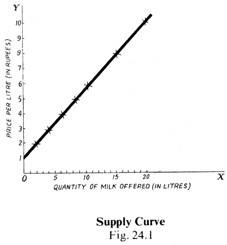 Y
PRICE PER LITRE (IN RUPEES)
10
9
8
7
6
5
4
3
2
1
0 5 10 15 20 X
QUANTITY OF MILK OFFERED (IN LITRES)
Supply Curve
Fig. 24.1